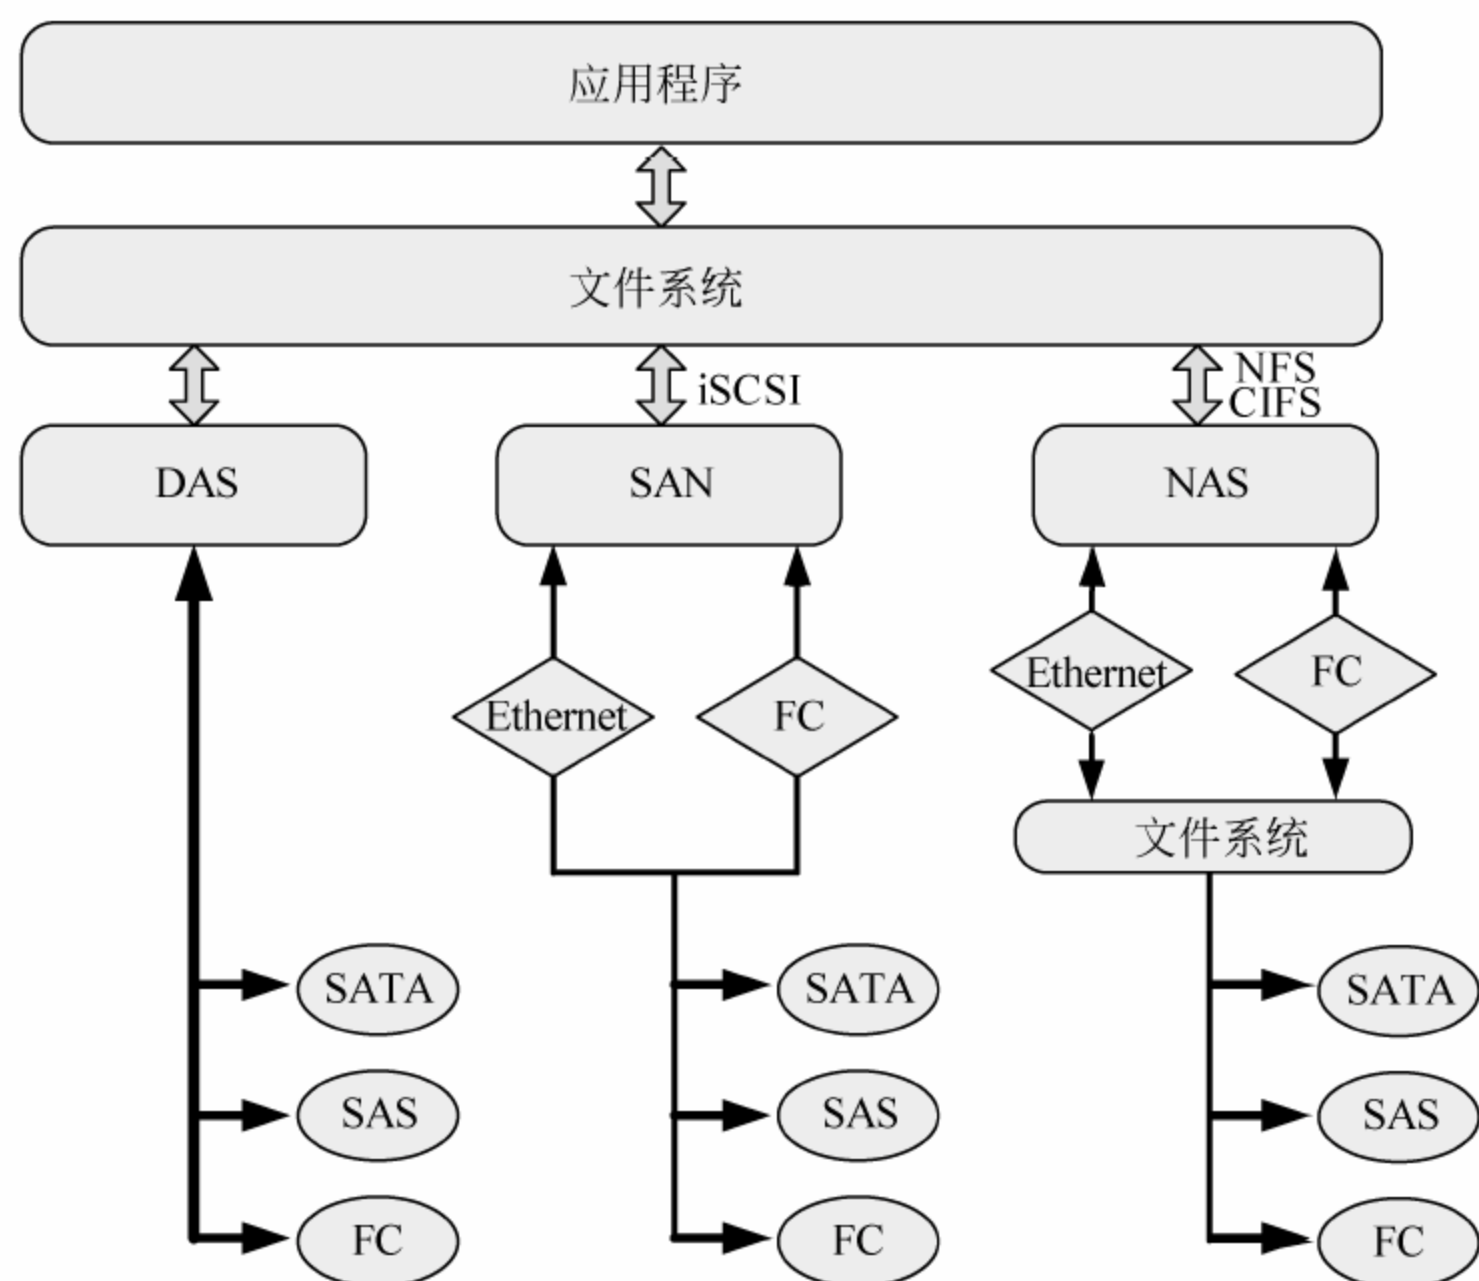 应用程序
文件系统
iSCSI
NFS
CIFS
DAS
SAN
NAS
Ethernet
FC
Ethernet
FC
文件系统
SATA
SATA
SATA
SAS
SAS
SAS
FC
FC
FC